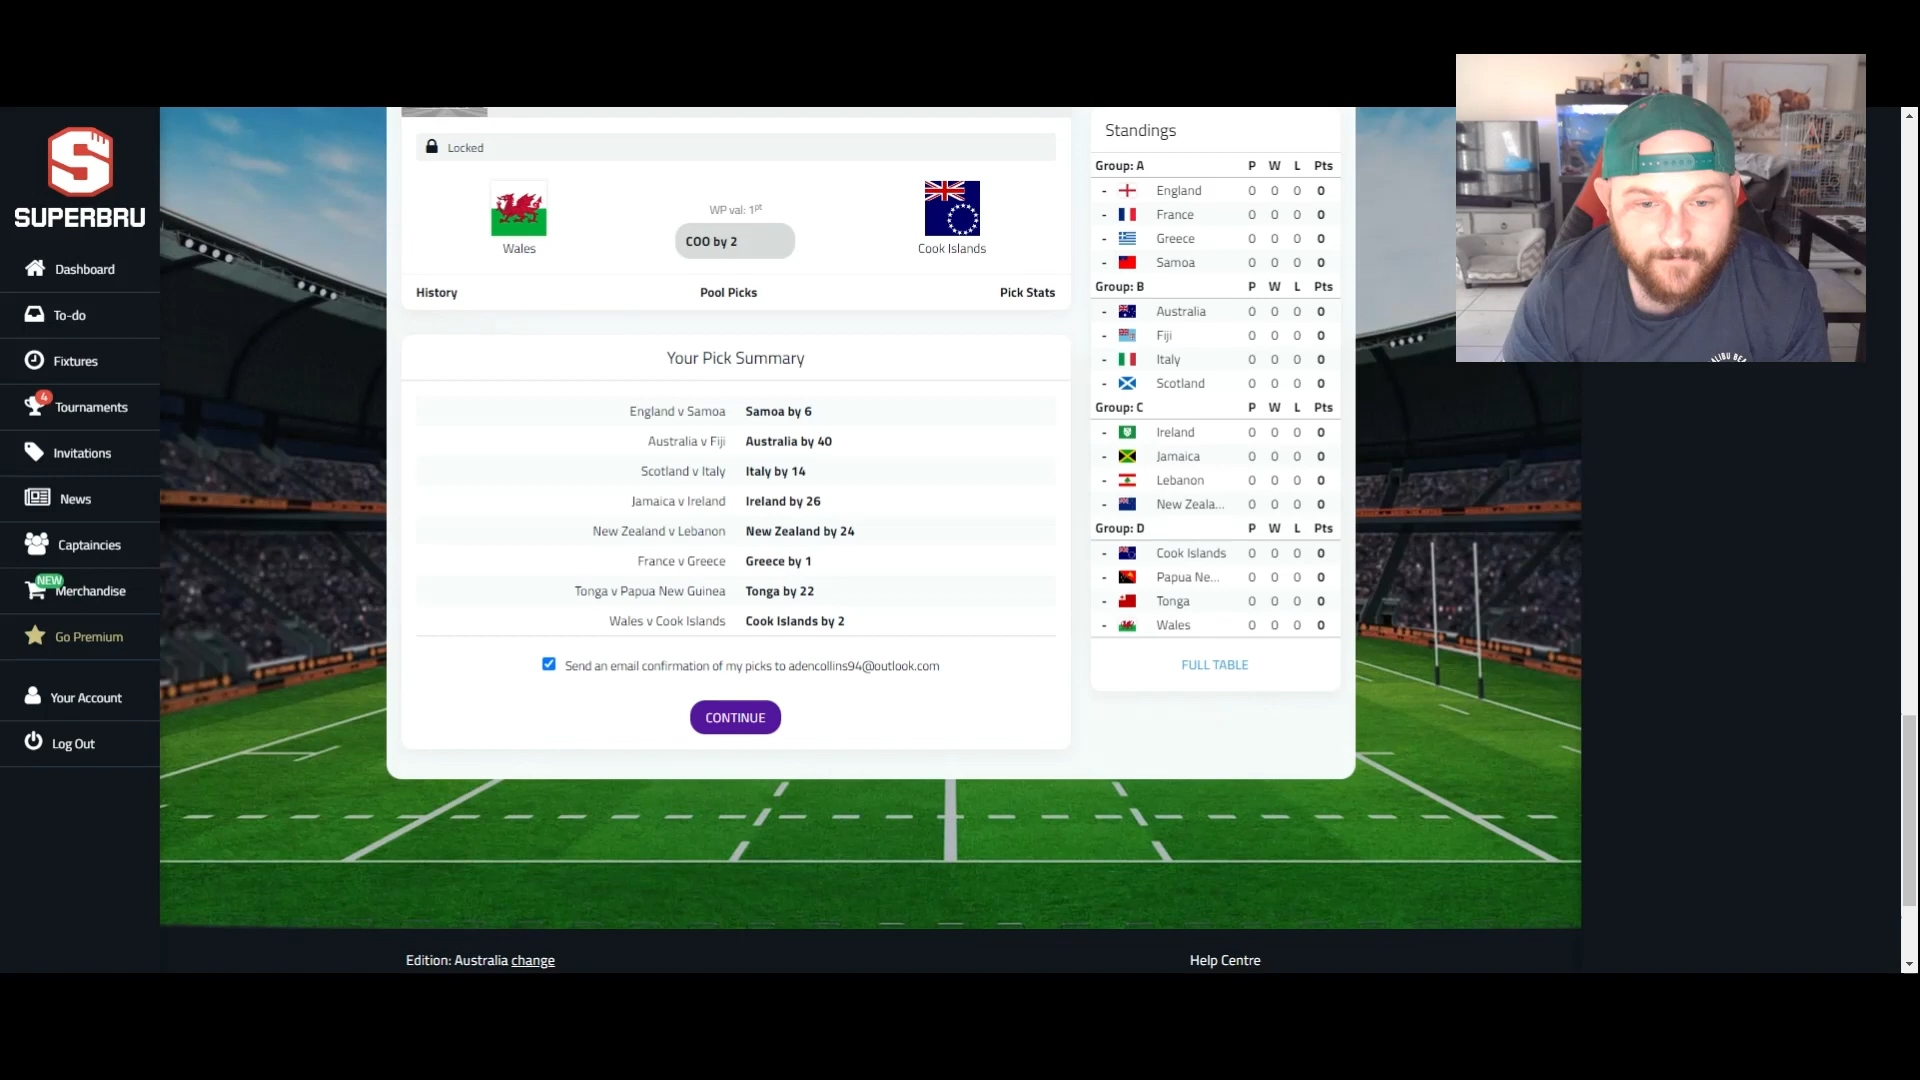 SUPERBRU
Dashboard
To-do
Fixtures
4
Tournaments
Invitations
News
Captaincies
NEW
Merchandise
Go Premium
Your Account
Log Out
Locked
WP val: 1pt
COO by 2
Wales
Cook Islands
History Pool Picks Pick Stats
Your Pick Summary
England v Samoa Samoa by 6
Australia v Fiji Australia by 40
Scotland v Italy Italy by 14
Jamaica v Ireland Ireland by 26
New Zealand v Lebanon New Zealand by 24
France v Greece Greece by 1
Tonga v Papua New Guinea Tonga by 22
Wales v Cook Islands Cook Islands by 2
Send an email confirmation of my picks to adencollins94@outlook.com
CONTINUE
Standings
Group: A P W L Pts
- England 0 0 0 0
- France 0 0 0 0
- Greece 0 0 0 0
- Samoa 0 0 0 0
Group: B P W L Pts
- Australia 0 0 0 0
- Fiji 0 0 0 0
- Italy 0 0 0 0
- Scotland 0 0 0 0
Group: C P W L Pts
- Ireland 0 0 0 0
- Jamaica 0 0 0 0
- Lebanon 0 0 0 0
- New Zeala... 0 0 0 0
Group: D P W L Pts
- Cook Islands 0 0 0 0
- Papua Ne... 0 0 0 0
- Tonga 0 0 0 0
- Wales 0 0 0 0
FULL TABLE
Edition: Australia change
Help Centre